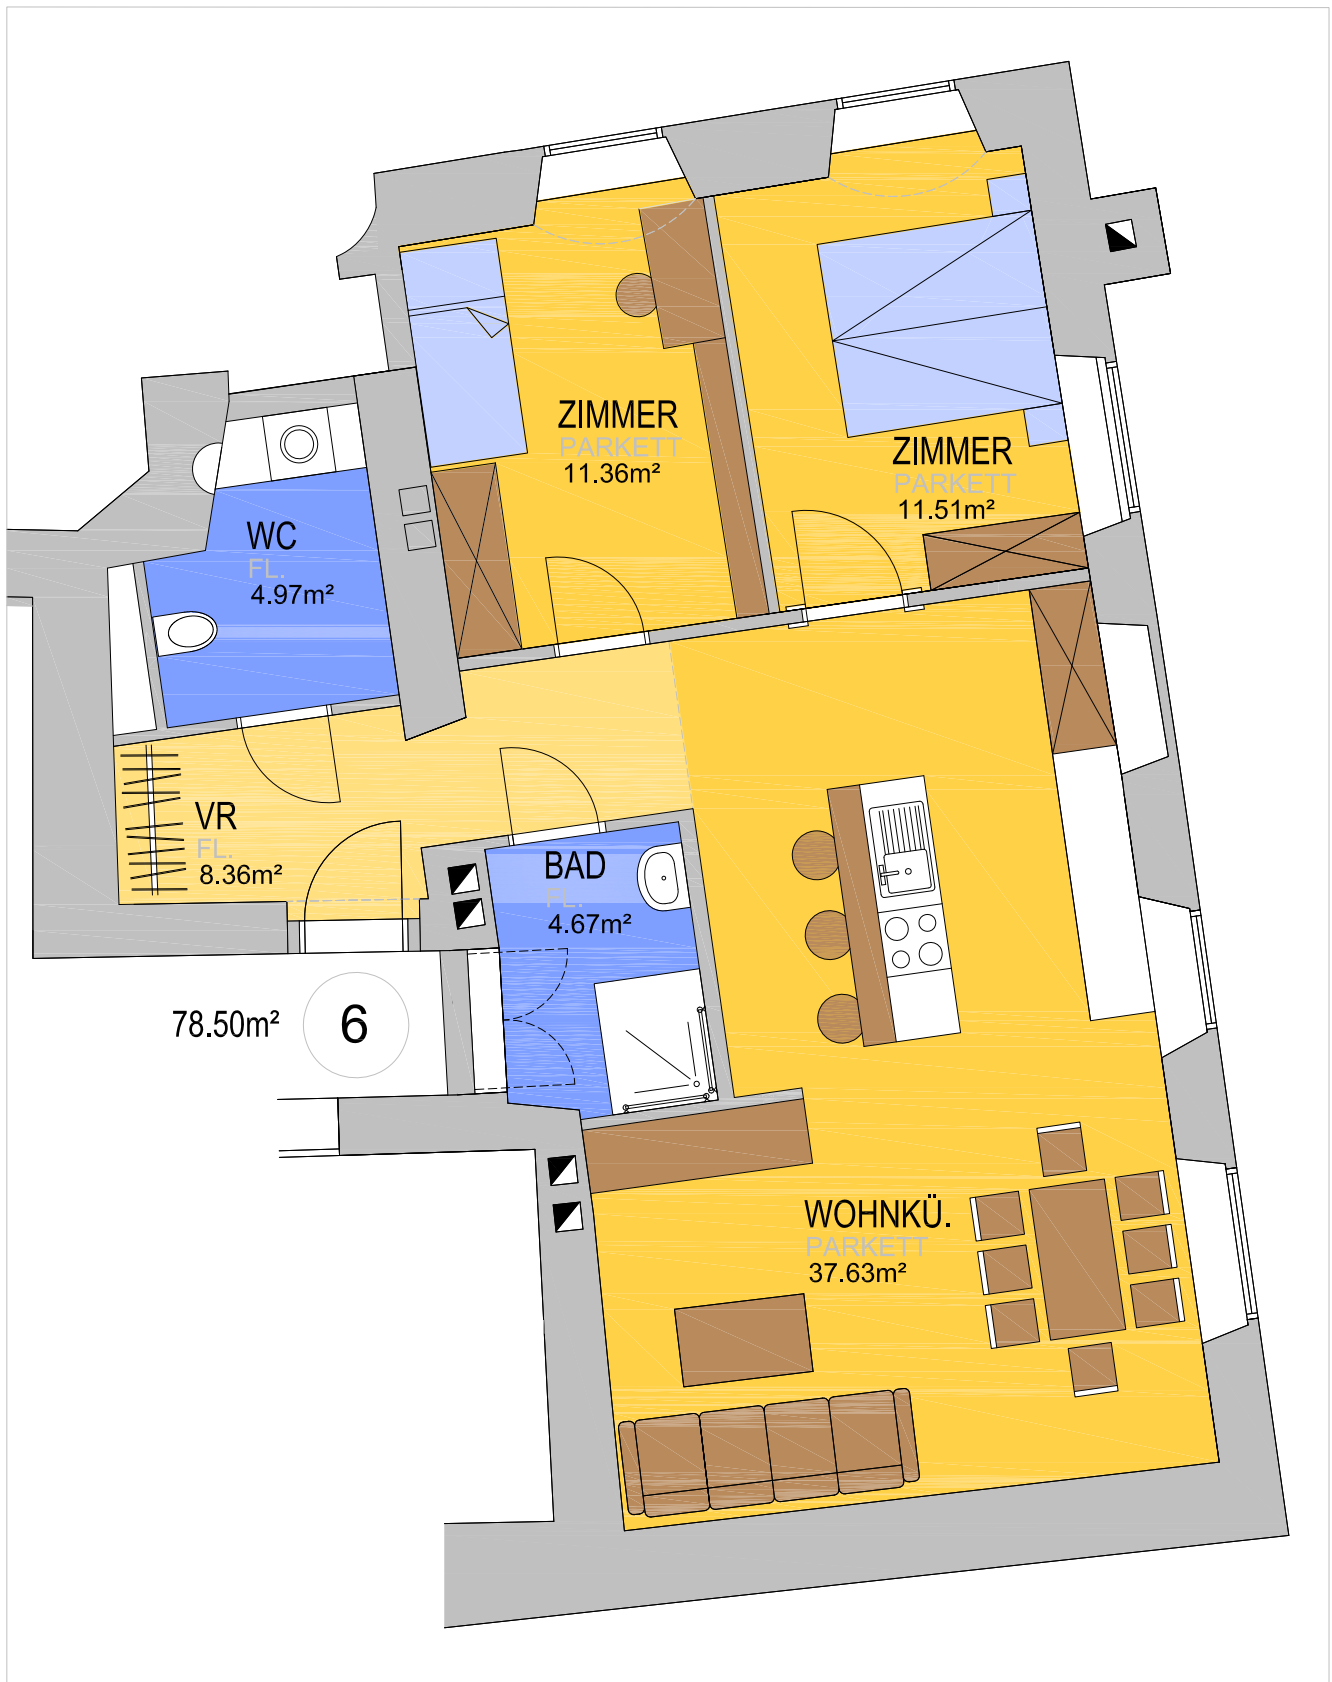 ZIMMER
PARKETT
11.36m²
ZIMMER
PARKETT
11.51m²
WC
FL.
4.97m²
VR
FL.
8.36m²
BAD
FL.
4.67m²
78.50m²
6
WOHNKÜ.
PARKETT
37.63m²